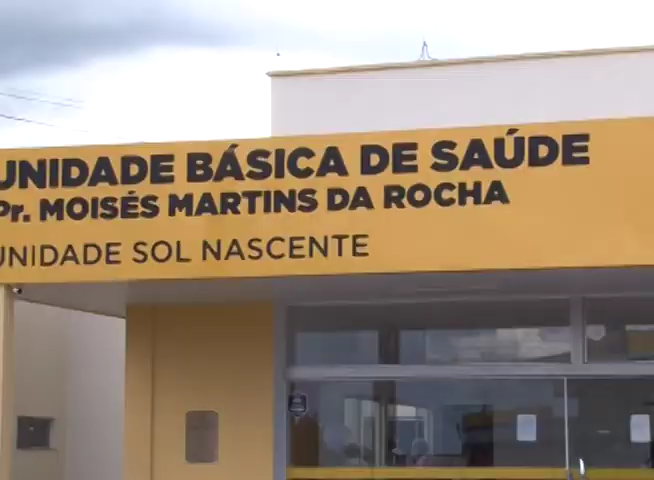 UNIDADE BÁSICA DE SAÚDE
Pr. MOISÉS MARTINS DA ROCHA
UNIDADE SOL NASCENTE